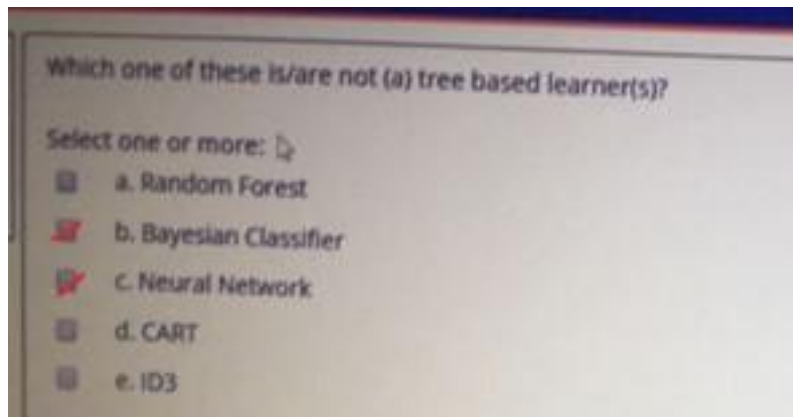 Which one of these is/are not (a) tree based learner(s)?
Select one or more:
a. Random Forest
b. Bayesian Classifier
c. Neural Network
d. CART
e. ID3